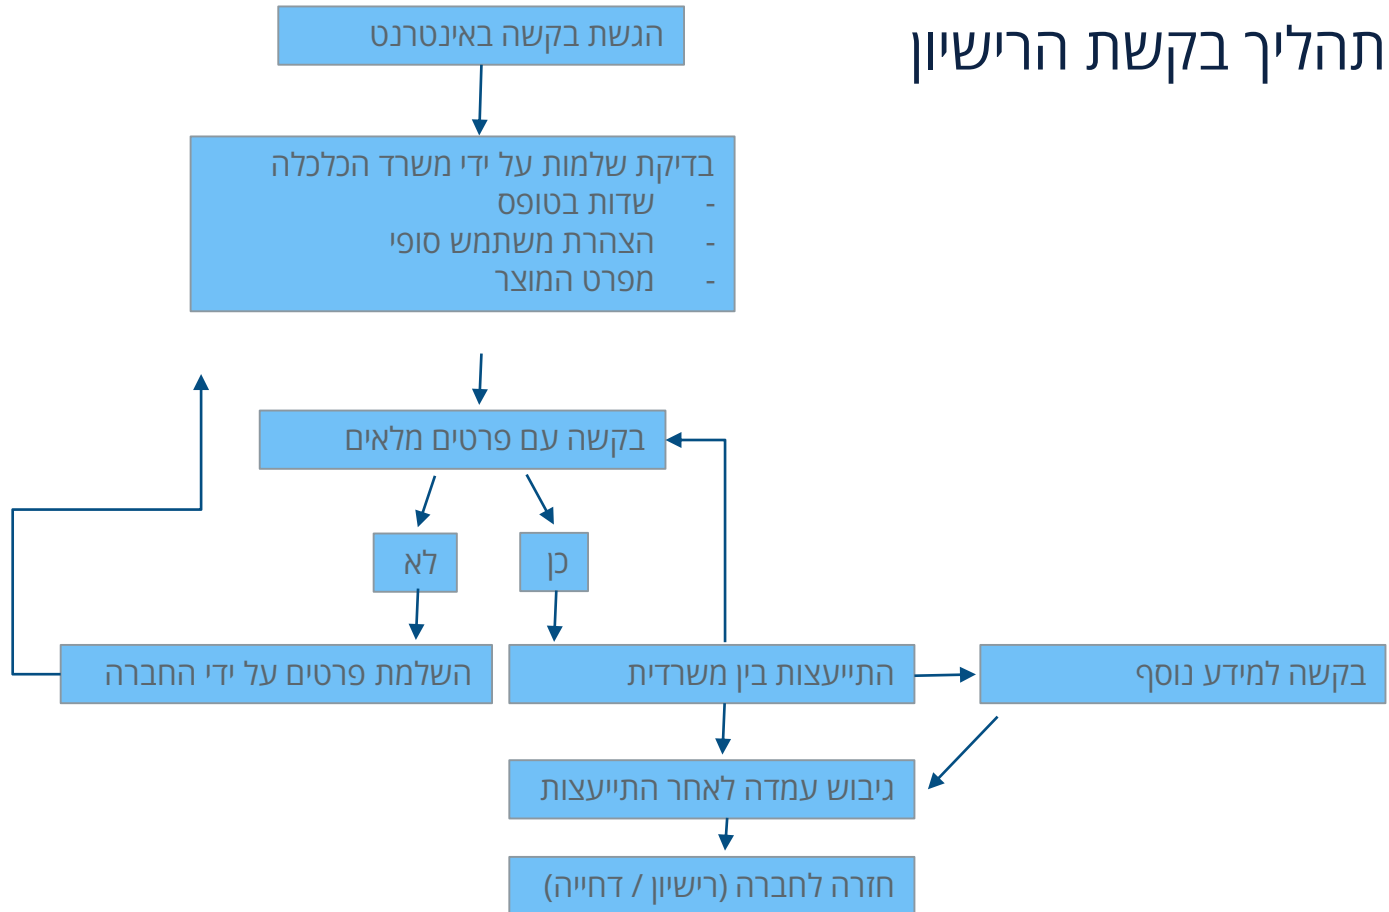 תהליך בקשת הרישיון
הגשת בקשה באינטרנט
בדיקת שלמות על ידי משרד הכלכלה
- שדות בטופס
- הצהרת משתמש סופי
- מפרט המוצר
בקשה עם פרטים מלאים
כן
לא
בקשה למידע נוסף
התייעצות בין משרדית
השלמת פרטים על ידי החברה
גיבוש עמדה לאחר התייעצות
חזרה לחברה (רישיון / דחייה)